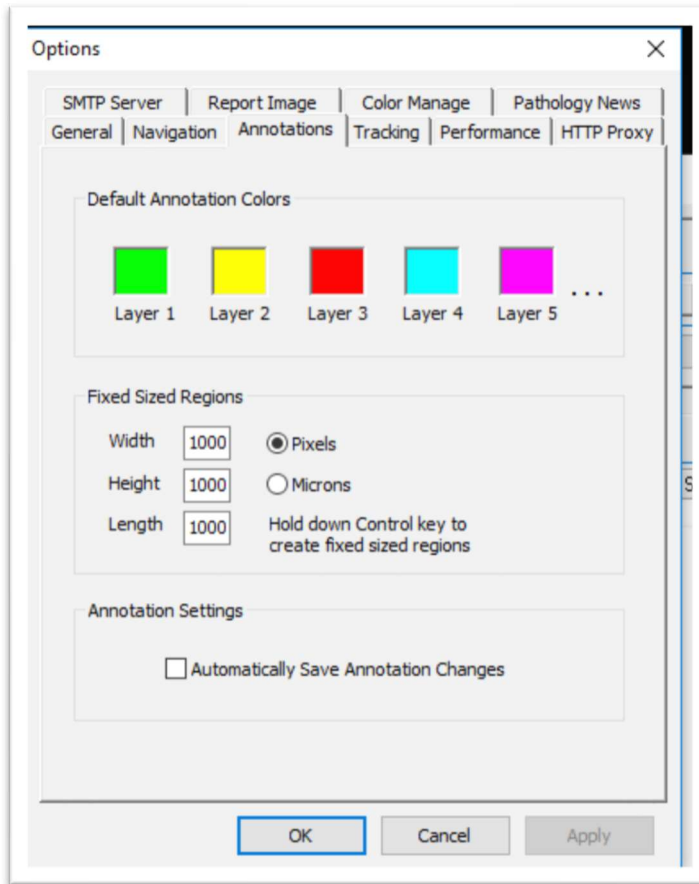 Options
SMTP Server Report Image Color Manage Pathology News
General Navigation Annotations Tracking Performance HTTP Proxy
Default Annotation Colors
Layer 1 Layer 2 Layer 3 Layer 4 Layer 5 ...
Fixed Sized Regions
Width 1000 Pixels
Height 1000 Microns
Length 1000 Hold down Control key to
create fixed sized regions
Annotation Settings
Automatically Save Annotation Changes
OK Cancel Apply